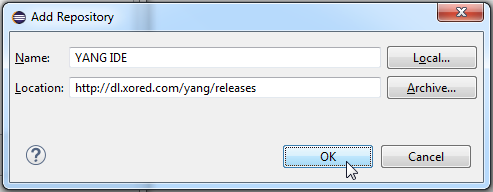 Add Repository
Name: YANG IDE Local...
Location: http://dl.xored.com/yang/releases Archive...
? OK Cancel